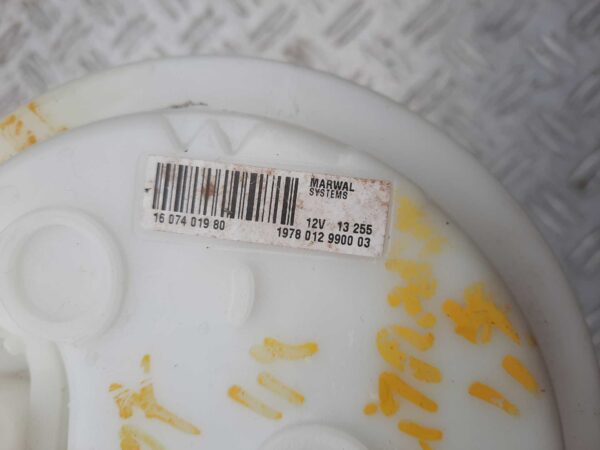 MARWAL
SYSTEMS
16 074 019 80
12V 13 255
1978 012 9900 03